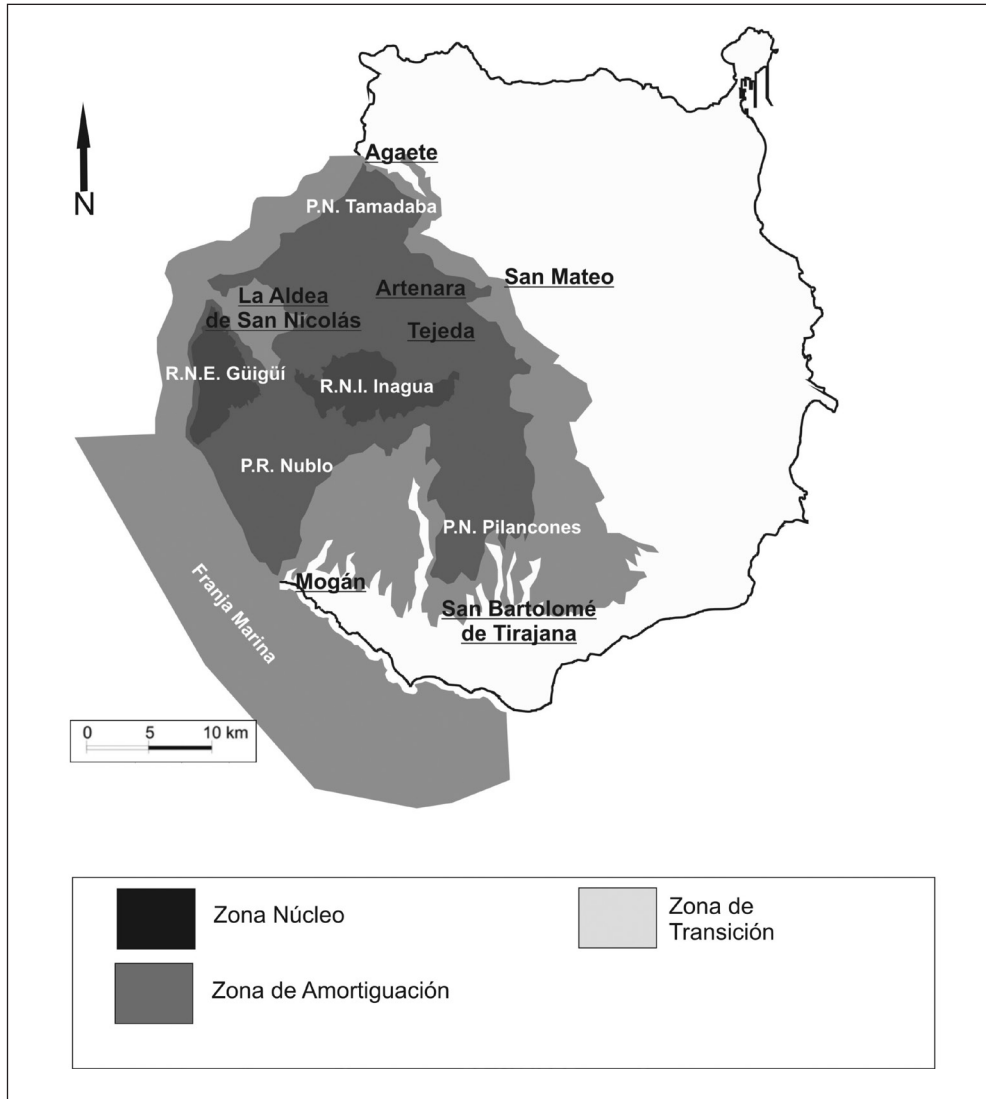 N
Agaete
P.N. Tamadaba
San Mateo
Artenara
La Aldea
de San Nicolás
Tejeda
R.N.E. Güigüí
R.N.I. Inagua
P.R. Nublo
P.N. Pilancones
Franja Marina
Mogán
San Bartolomé
de Tirajana
0 5 10 km
Zona Núcleo
Zona de
Transición
Zona de Amortiguación